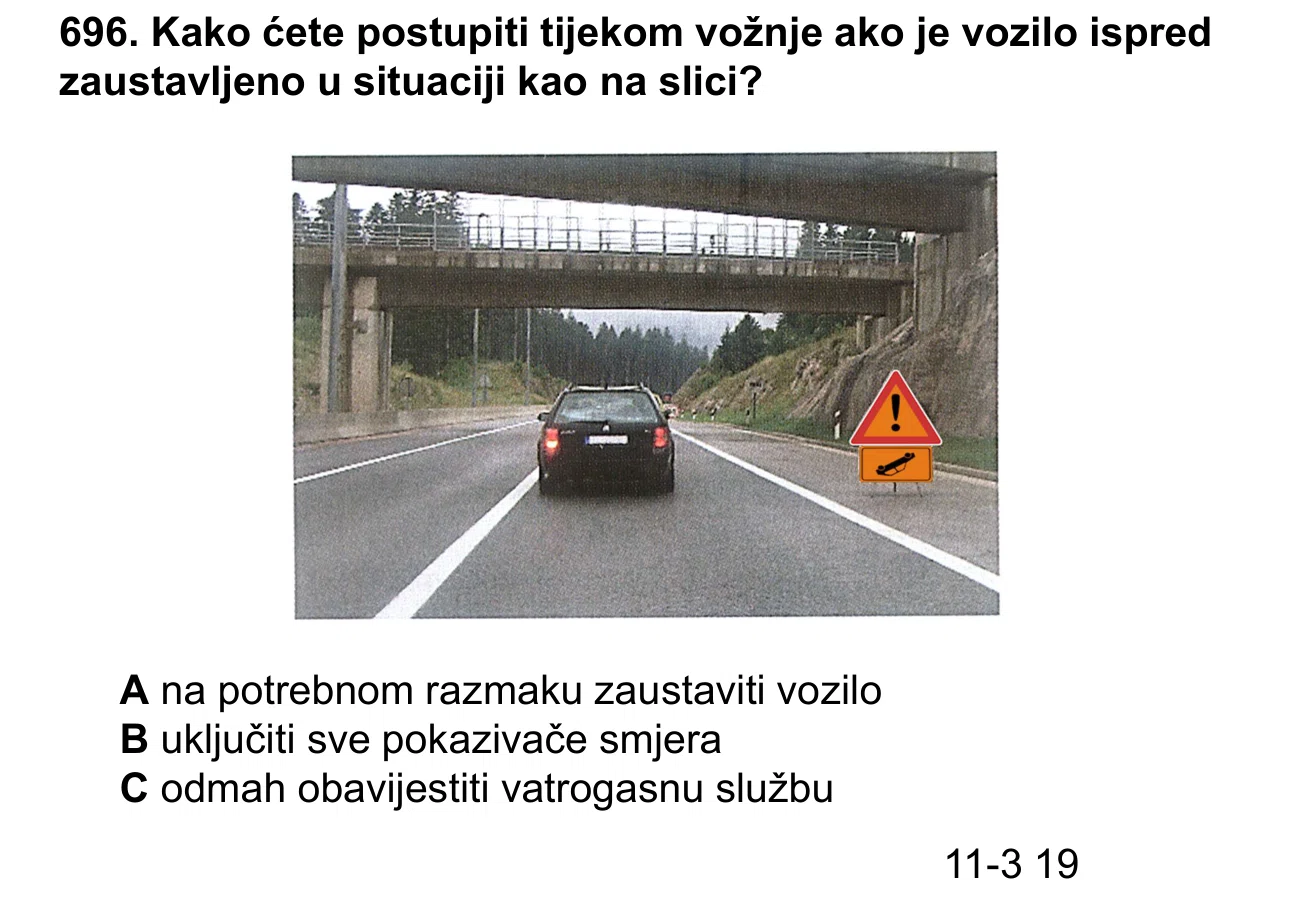 696. Kako ćete postupiti tijekom vožnje ako je vozilo ispred
zaustavljeno u situaciji kao na slici?
A na potrebnom razmaku zaustaviti vozilo
B uključiti sve pokazivače smjera
C odmah obavijestiti vatrogasnu službu
11-3 19